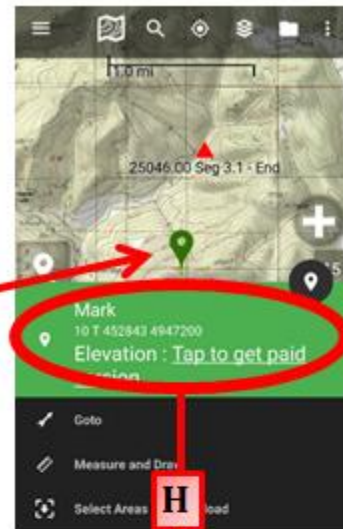 1.0 mi
25046.00 Seg 3.1 - End
Mark
10 T 452843 4947200
Elevation : Tap to get paid
version
Goto
Measure and Draw
Select Areas
H